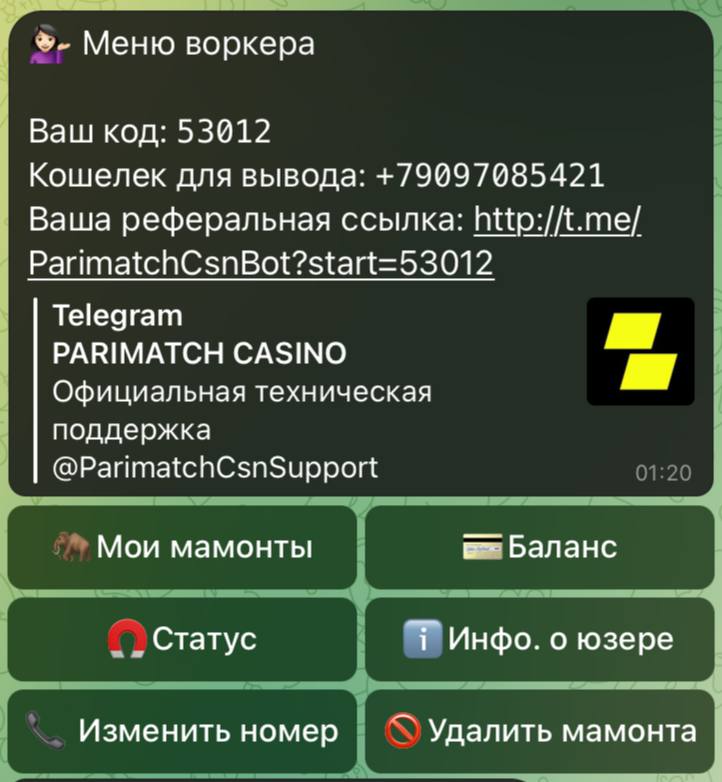 Меню воркера
Ваш код: 53012
Кошелек для вывода: +79097085421
Ваша реферальная ссылка: http://t.me/
ParimatchCsnBot?start=53012
Telegram
PARIMATCH CASINO
Официальная техническая
поддержка
@ParimatchCsnSupport
01:20
Мои мамонты
Баланс
Статус
Инфо. о юзере
Изменить номер
Удалить мамонта